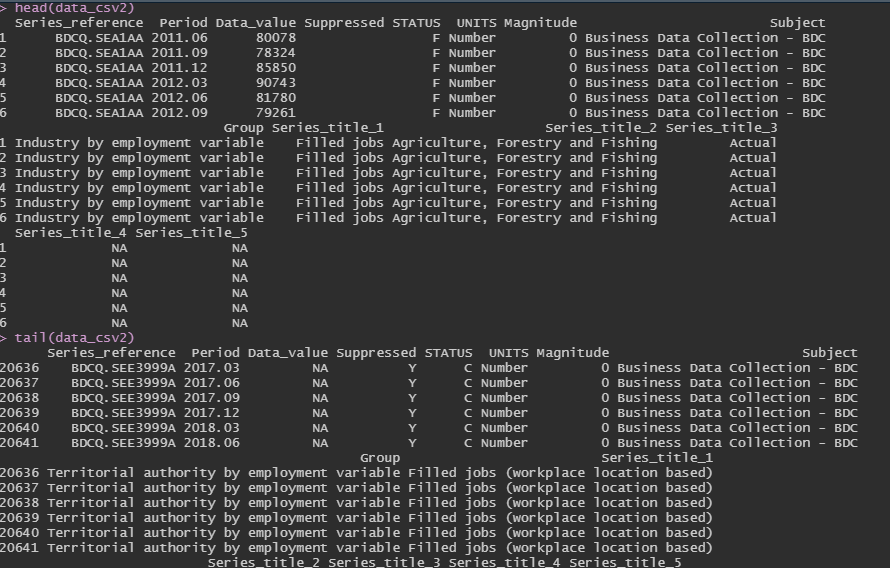 > head(data_csv2)
Series_reference Period Data_value Suppressed STATUS UNITS Magnitude Subject
1 BDCQ.SEA1AA 2011.06 80078 F Number 0 Business Data Collection - BDC
2 BDCQ.SEA1AA 2011.09 78324 F Number 0 Business Data Collection - BDC
3 BDCQ.SEA1AA 2011.12 85850 F Number 0 Business Data Collection - BDC
4 BDCQ.SEA1AA 2012.03 90743 F Number 0 Business Data Collection - BDC
5 BDCQ.SEA1AA 2012.06 81780 F Number 0 Business Data Collection - BDC
6 BDCQ.SEA1AA 2012.09 79261 F Number 0 Business Data Collection - BDC
Group Series_title_1 Series_title_2 Series_title_3
1 Industry by employment variable Filled jobs Agriculture, Forestry and Fishing Actual
2 Industry by employment variable Filled jobs Agriculture, Forestry and Fishing Actual
3 Industry by employment variable Filled jobs Agriculture, Forestry and Fishing Actual
4 Industry by employment variable Filled jobs Agriculture, Forestry and Fishing Actual
5 Industry by employment variable Filled jobs Agriculture, Forestry and Fishing Actual
6 Industry by employment variable Filled jobs Agriculture, Forestry and Fishing Actual
Series_title_4 Series_title_5
1 NA NA
2 NA NA
3 NA NA
4 NA NA
5 NA NA
6 NA NA
> tail(data_csv2)
Series_reference Period Data_value Suppressed STATUS UNITS Magnitude Subject
20636 BDCQ.SEE3999A 2017.03 NA Y C Number 0 Business Data Collection - BDC
20637 BDCQ.SEE3999A 2017.06 NA Y C Number 0 Business Data Collection - BDC
20638 BDCQ.SEE3999A 2017.09 NA Y C Number 0 Business Data Collection - BDC
20639 BDCQ.SEE3999A 2017.12 NA Y C Number 0 Business Data Collection - BDC
20640 BDCQ.SEE3999A 2018.03 NA Y C Number 0 Business Data Collection - BDC
20641 BDCQ.SEE3999A 2018.06 NA Y C Number 0 Business Data Collection - BDC
Group Series_title_1
20636 Territorial authority by employment variable Filled jobs (workplace location based)
20637 Territorial authority by employment variable Filled jobs (workplace location based)
20638 Territorial authority by employment variable Filled jobs (workplace location based)
20639 Territorial authority by employment variable Filled jobs (workplace location based)
20640 Territorial authority by employment variable Filled jobs (workplace location based)
20641 Territorial authority by employment variable Filled jobs (workplace location based)
Series_title_2 Series_title_3 Series_title_4 Series_title_5